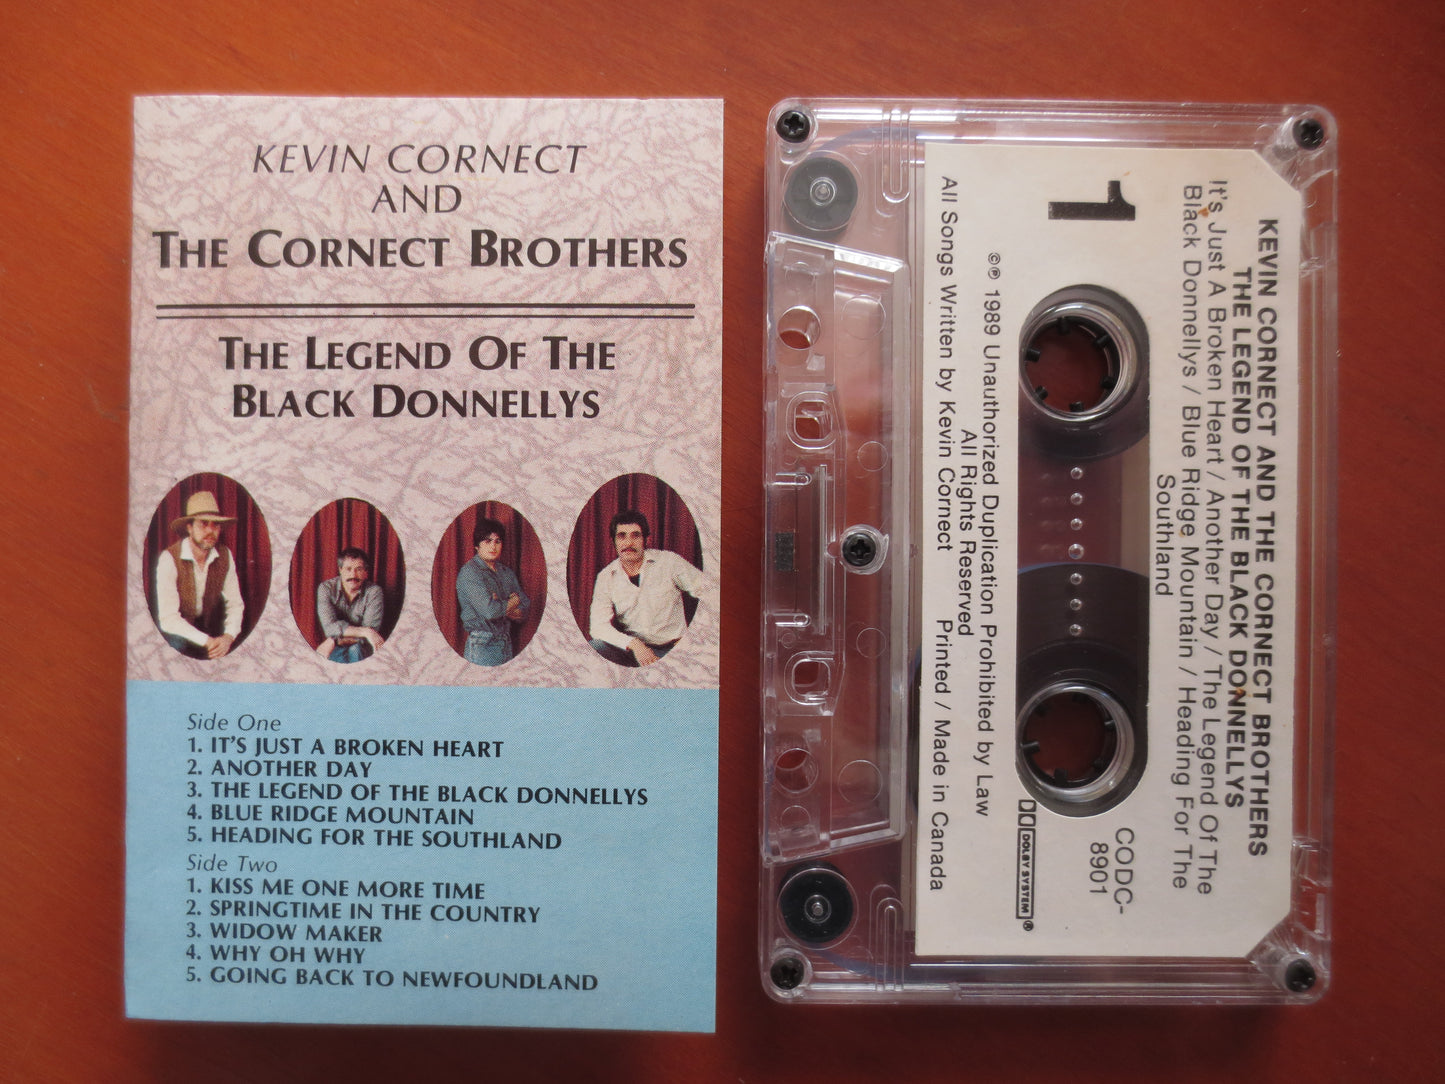 KEVIN CORNECT
AND
THE CORNECT BROTHERS
THE LEGEND OF THE
BLACK DONNELLYS
Side One
1. IT'S JUST A BROKEN HEART
2. ANOTHER DAY
3. THE LEGEND OF THE BLACK DONNELLYS
4. BLUE RIDGE MOUNTAIN
5. HEADING FOR THE SOUTHLAND
Side Two
1. KISS ME ONE MORE TIME
2. SPRINGTIME IN THE COUNTRY
3. WIDOW MAKER
4. WHY OH WHY
5. GOING BACK TO NEWFOUNDLAND
KEVIN CORNECT AND THE CORNECT BROTHERS
THE LEGEND OF THE BLACK DONNELLYS
It's Just A Broken Heart / Another Day / The Legend Of The
Black Donnellys / Blue Ridge Mountain / Heading For The
Southland
1
CODC-
8901
DOLBY SYSTEM ®
©℗ 1989 Unauthorized Duplication Prohibited by Law
All Rights Reserved
All Songs Written by Kevin Cornect Printed / Made in Canada